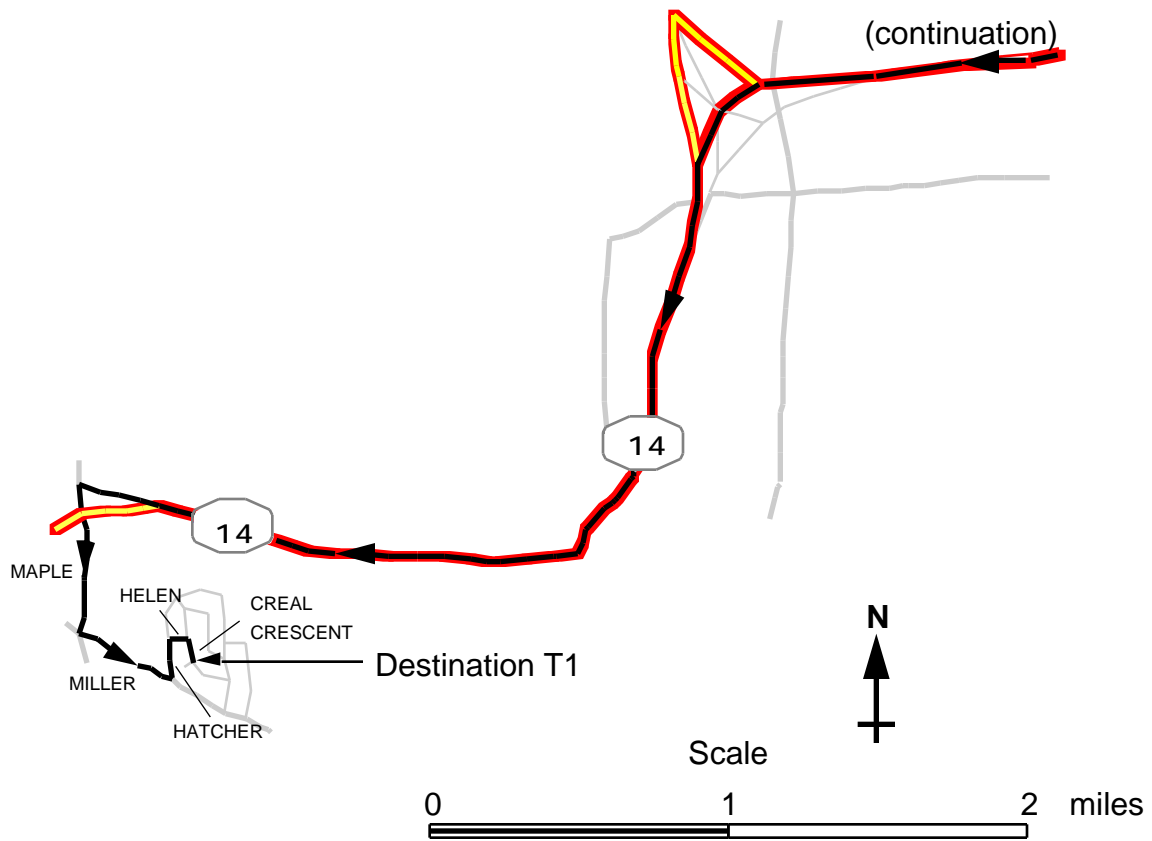 (continuation)
14
14
MAPLE
HELEN
CREAL
CRESCENT
Destination T1
MILLER
HATCHER
N
Scale
0 1 2 miles